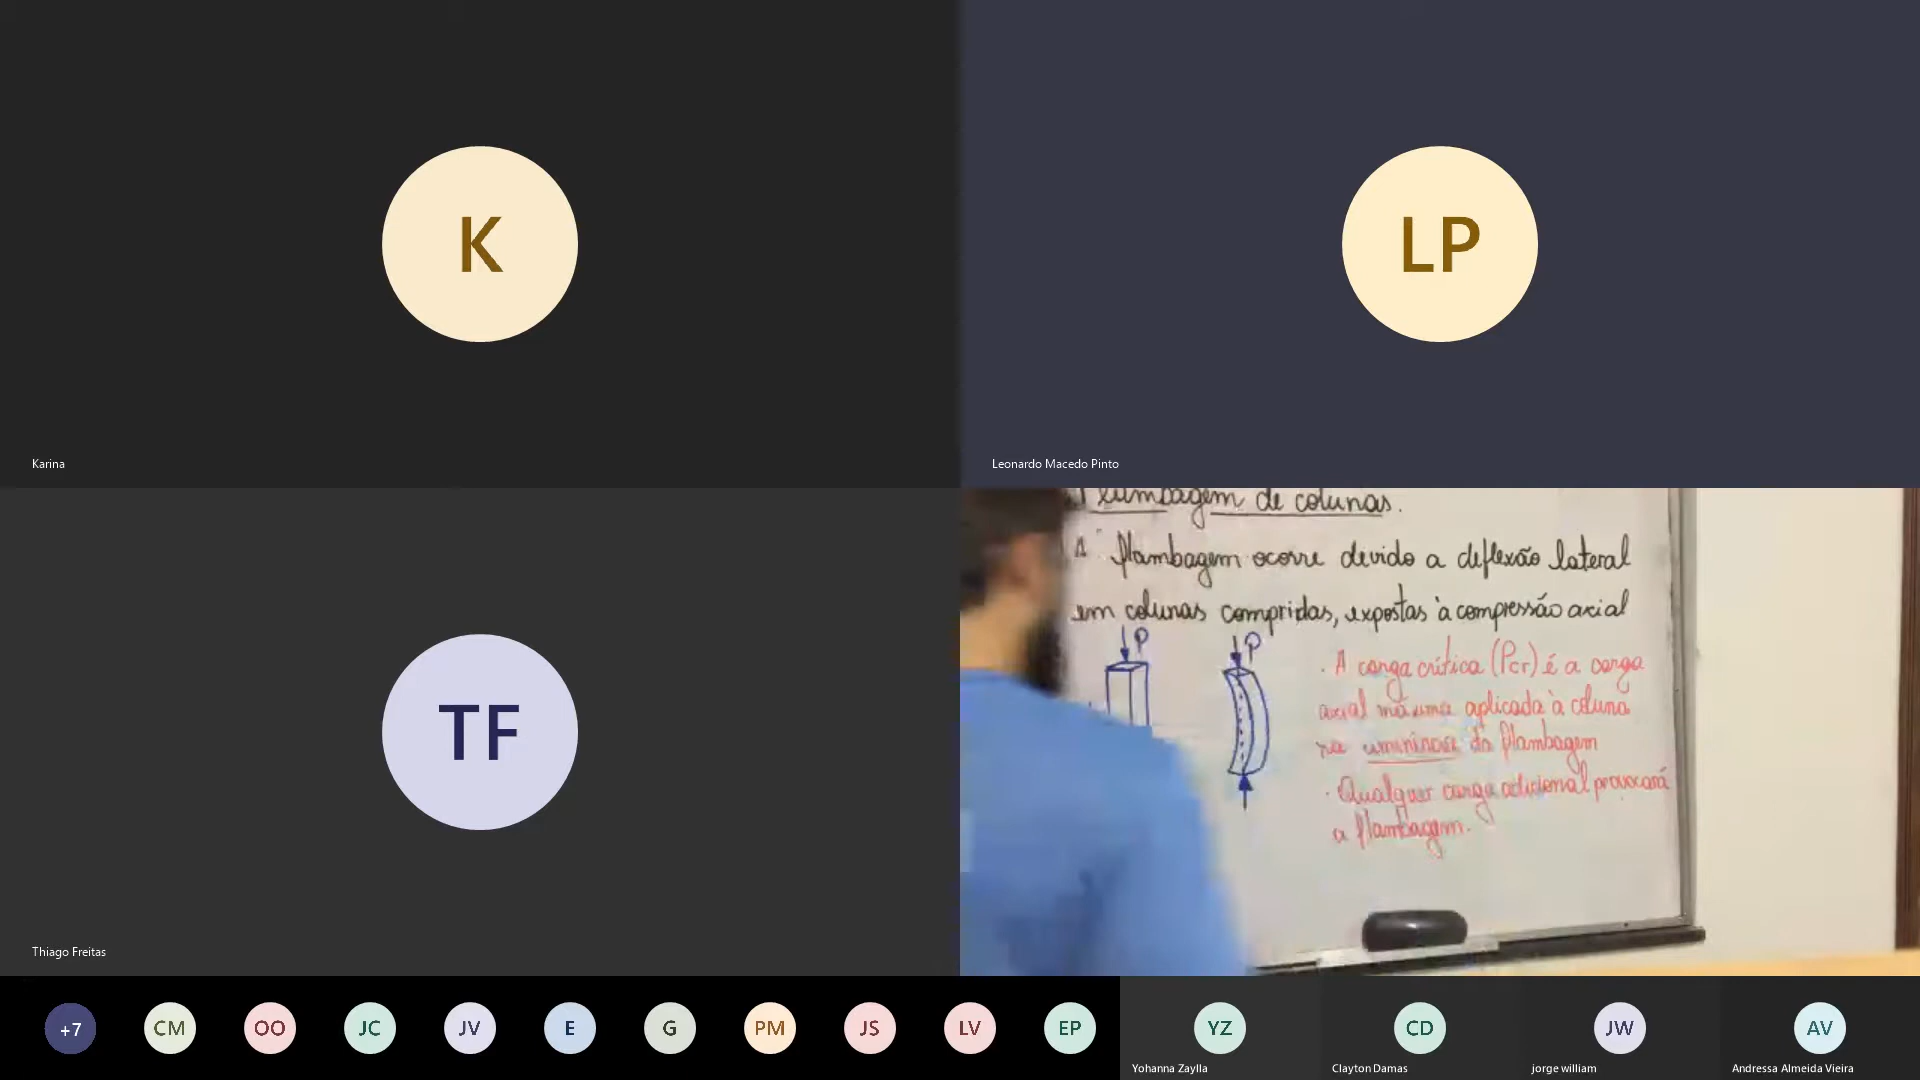 K
LP
Karina
Leonardo Macedo Pinto
TF
Thiago Freitas
de colunas.
A flambagem ocorre devido a deflexão lateral
em colunas compridas, expostas à compressão axial
P
P
. A carga crítica (Pcr) é a carga
axial máxima aplicada à coluna
na da flambagem
. Qualquer carga adicional provocará
a flambagem.
+7
CM
OO
JC
JV
E
G
PM
JS
LV
EP
YZ
Yohanna Zaylla
CD
Clayton Damas
JW
jorge william
AV
Andressa Almeida Vieira